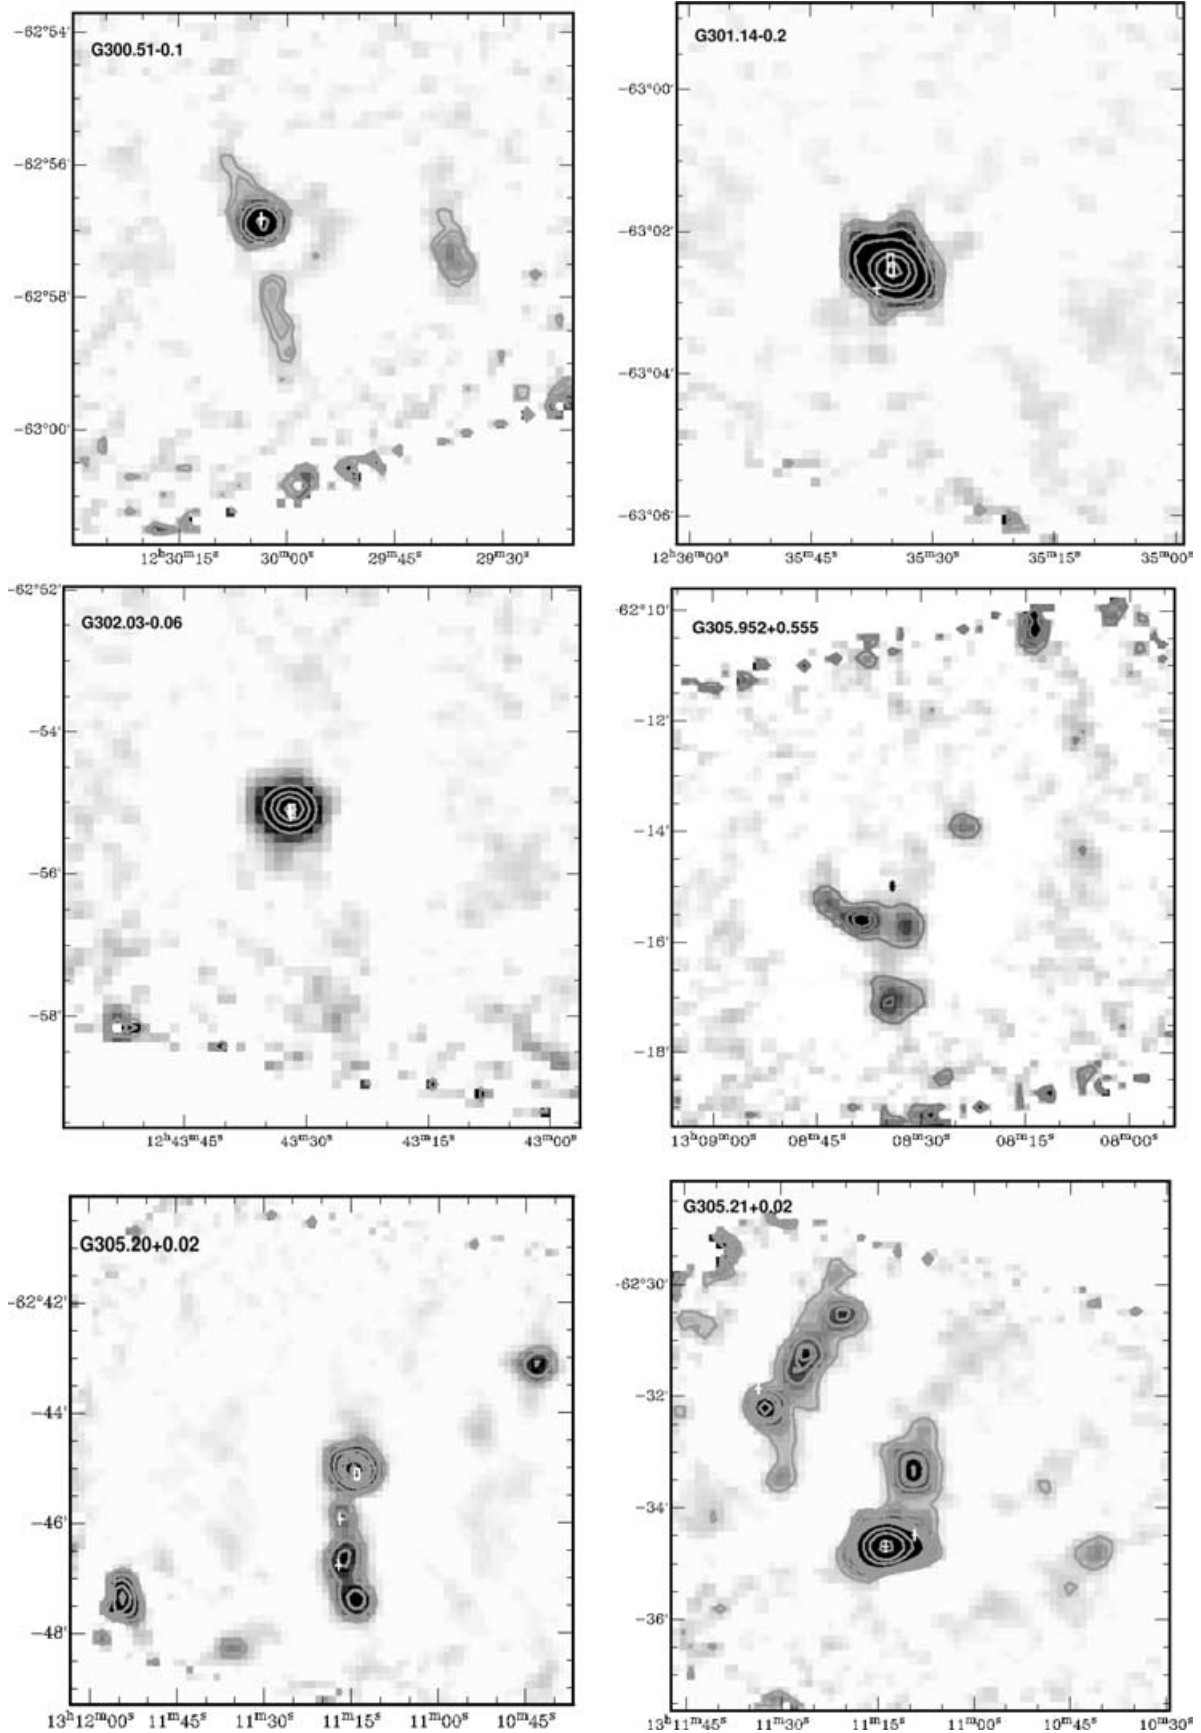 G300.51-0.1
−62°54′
−62°56′
−62°58′
−63°00′
12ʰ30ᵐ15ˢ 30ᵐ00ˢ 29ᵐ45ˢ 29ᵐ30ˢ
G301.14-0.2
−63°00′
−63°02′
−63°04′
−63°06′
12ʰ36ᵐ00ˢ 35ᵐ45ˢ 35ᵐ30ˢ 35ᵐ15ˢ 35ᵐ00ˢ
G302.03-0.06
−62°52′
−54′
−56′
−58′
12ʰ43ᵐ45ˢ 43ᵐ30ˢ 43ᵐ15ˢ 43ᵐ00ˢ
G305.952+0.555
-62°10′
−12′
−14′
−16′
−18′
13ʰ09ᵐ00ˢ 08ᵐ45ˢ 08ᵐ30ˢ 08ᵐ15ˢ 08ᵐ00ˢ
G305.20+0.02
-62°42′
−44′
−46′
−48′
13ʰ12ᵐ00ˢ 11ᵐ45ˢ 11ᵐ30ˢ 11ᵐ15ˢ 11ᵐ00ˢ 10ᵐ45ˢ
G305.21+0.02
-62°30′
−32′
−34′
−36′
13ʰ11ᵐ45ˢ 11ᵐ30ˢ 11ᵐ15ˢ 11ᵐ00ˢ 10ᵐ45ˢ 10ᵐ30ˢ